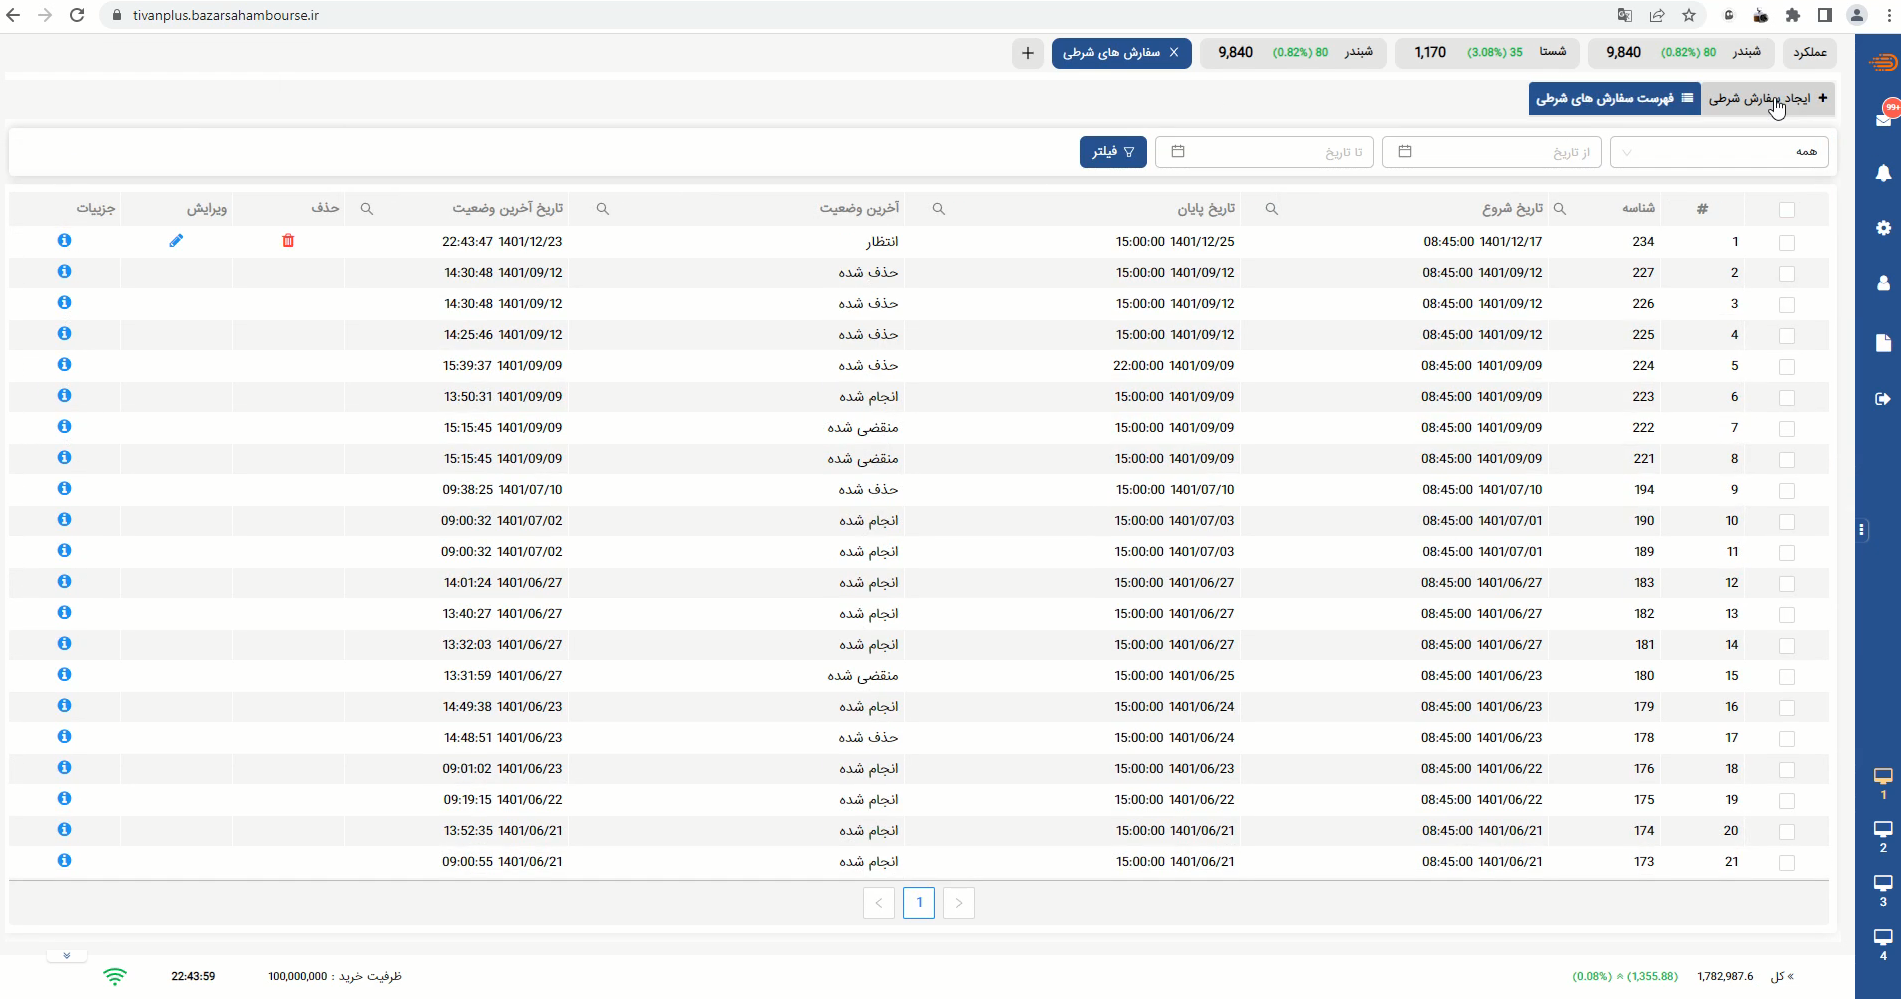 tivanplus.bazarsahambourse.ir
عملکرد شبندر 80 (0.82%) 9,840 شستا 35 (3.08%) 1,170 شبندر 80 (0.82%) 9,840 سفارش های شرطی × +
+ ایجاد سفارش شرطی فهرست سفارش های شرطی
99+
همه از تاریخ تا تاریخ فیلتر
# شناسه تاریخ شروع تاریخ پایان آخرین وضعیت تاریخ آخرین وضعیت حذف ویرایش جزییات
1 234 1401/12/17 08:45:00 1401/12/25 15:00:00 انتظار 1401/12/23 22:43:47
2 227 1401/09/12 08:45:00 1401/09/12 15:00:00 حذف شده 1401/09/12 14:30:48
3 226 1401/09/12 08:45:00 1401/09/12 15:00:00 حذف شده 1401/09/12 14:30:48
4 225 1401/09/12 08:45:00 1401/09/12 15:00:00 حذف شده 1401/09/12 14:25:46
5 224 1401/09/09 08:45:00 1401/09/09 22:00:00 حذف شده 1401/09/09 15:39:37
6 223 1401/09/09 08:45:00 1401/09/09 15:00:00 انجام شده 1401/09/09 13:50:31
7 222 1401/09/09 08:45:00 1401/09/09 15:00:00 منقضی شده 1401/09/09 15:15:45
8 221 1401/09/09 08:45:00 1401/09/09 15:00:00 منقضی شده 1401/09/09 15:15:45
9 194 1401/07/10 08:45:00 1401/07/10 15:00:00 حذف شده 1401/07/10 09:38:25
10 190 1401/07/01 08:45:00 1401/07/03 15:00:00 انجام شده 1401/07/02 09:00:32
11 189 1401/07/01 08:45:00 1401/07/03 15:00:00 انجام شده 1401/07/02 09:00:32
12 183 1401/06/27 08:45:00 1401/06/27 15:00:00 انجام شده 1401/06/27 14:01:24
13 182 1401/06/27 08:45:00 1401/06/27 15:00:00 انجام شده 1401/06/27 13:40:27
14 181 1401/06/27 08:45:00 1401/06/27 15:00:00 انجام شده 1401/06/27 13:32:03
15 180 1401/06/23 08:45:00 1401/06/25 15:00:00 منقضی شده 1401/06/27 13:31:59
16 179 1401/06/23 08:45:00 1401/06/24 15:00:00 انجام شده 1401/06/23 14:49:38
17 178 1401/06/23 08:45:00 1401/06/24 15:00:00 حذف شده 1401/06/23 14:48:51
18 176 1401/06/22 08:45:00 1401/06/23 15:00:00 انجام شده 1401/06/23 09:01:02
19 175 1401/06/22 08:45:00 1401/06/22 15:00:00 انجام شده 1401/06/22 09:19:15
20 174 1401/06/21 08:45:00 1401/06/21 15:00:00 انجام شده 1401/06/21 13:52:35
21 173 1401/06/21 08:45:00 1401/06/21 15:00:00 انجام شده 1401/06/21 09:00:55
< 1 >
1
2
3
4
» کل 1,782,987.6 (1,355.88) (0.08%) ظرفیت خرید : 100,000,000 22:43:59